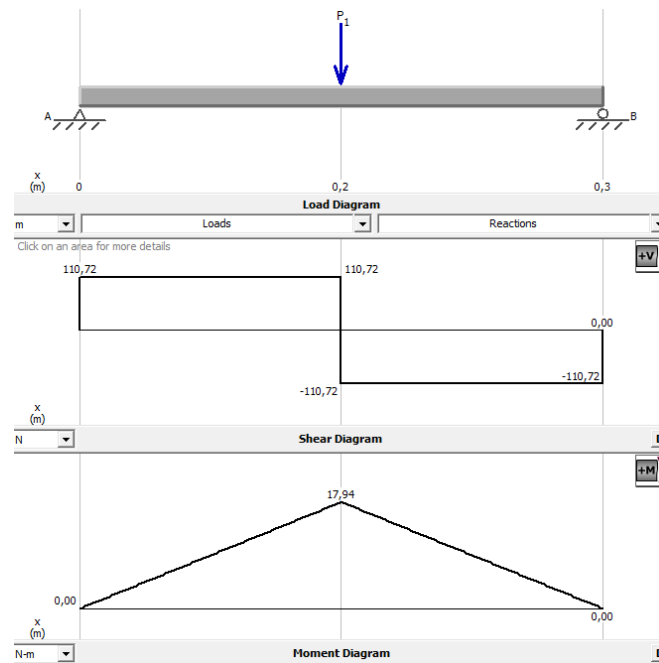 P1
A
B
x
(m)
0
0,2
0,3
Load Diagram
m
Loads
Reactions
Click on an area for more details
+V
110,72
110,72
0,00
-110,72
-110,72
x
(m)
N
Shear Diagram
+M
17,94
0,00
0,00
x
(m)
N-m
Moment Diagram